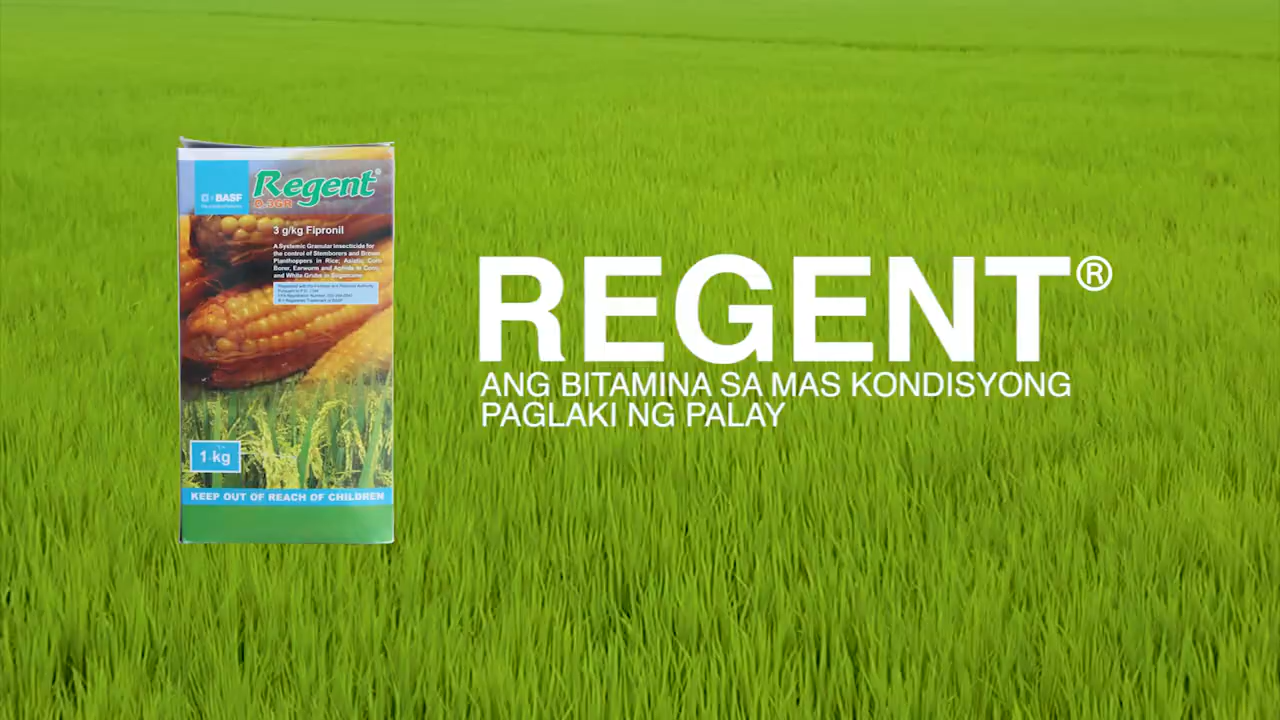 BASF
Regent®
0.3GR
3 g/kg Fipronil
A Systemic Granular Insecticide for
the control of Stemborers and Brown
Planthoppers in Rice; Asiatic Corn
Borer, Earworm and Aphids in Corn;
and White Grubs in Sugarcane
1 kg
KEEP OUT OF REACH OF CHILDREN
REGENT®
ANG BITAMINA SA MAS KONDISYONG
PAGLAKI NG PALAY